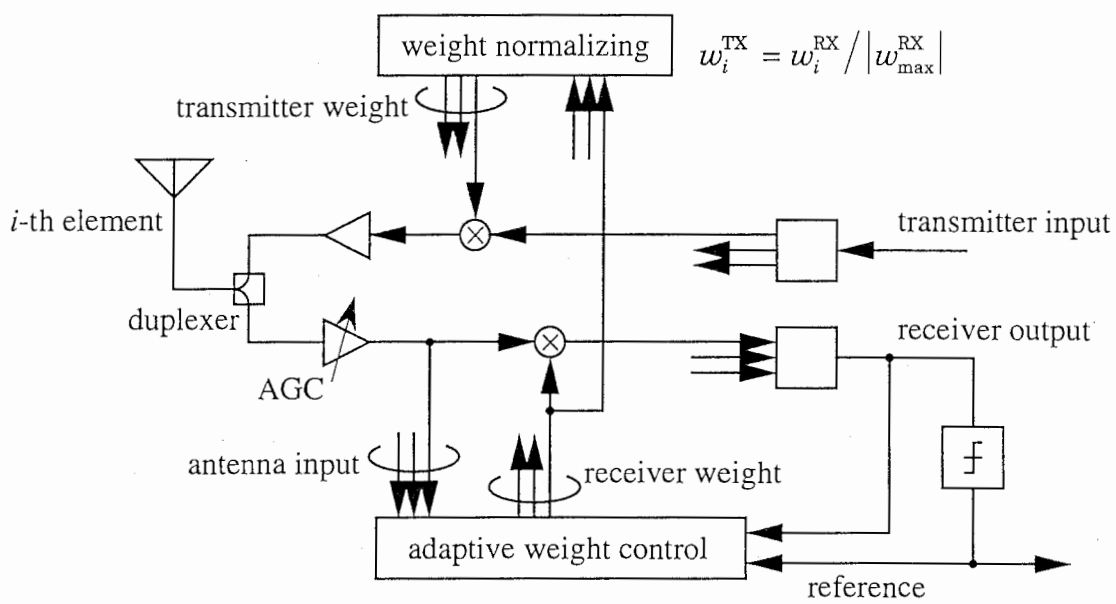 weight normalizing
w_i^TX = w_i^RX / |w_max^RX|
transmitter weight
i-th element
transmitter input
duplexer
receiver output
AGC
antenna input
receiver weight
adaptive weight control
reference